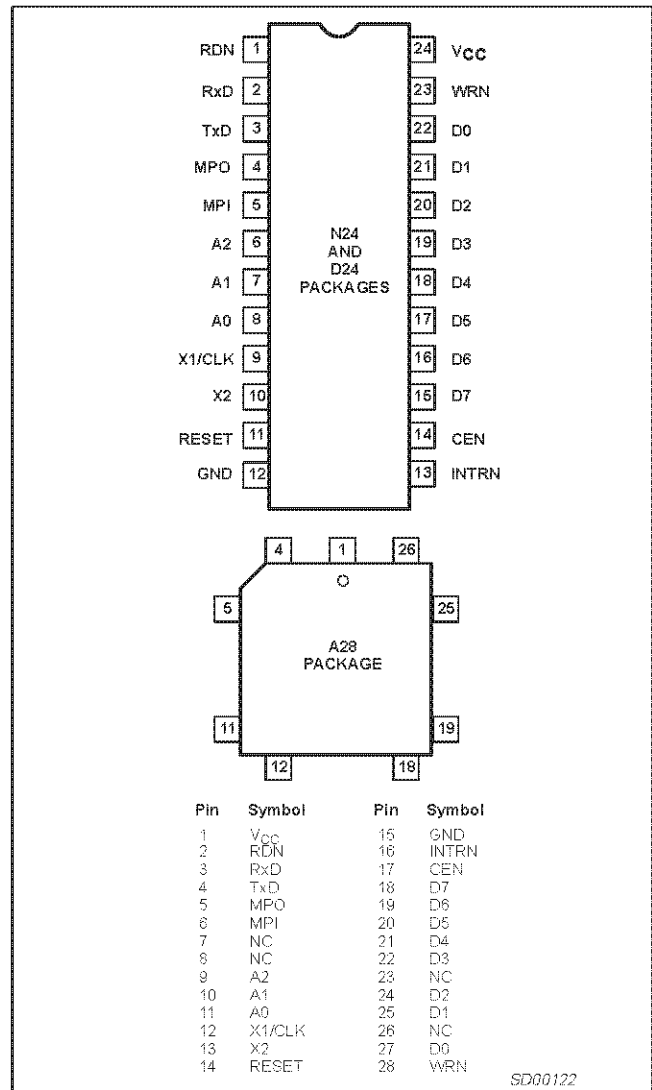 RDN 1 24 VCC
RxD 2 23 WRN
TxD 3 22 D0
MPO 4 21 D1
MPI 5 20 D2
A2 6 19 D3
A1 7 18 D4
A0 8 17 D5
X1/CLK 9 16 D6
X2 10 15 D7
RESET 11 14 CEN
GND 12 13 INTRN
N24
AND
D24
PACKAGES
4 1 26
5 25
A28
PACKAGE
11 19
12 18
Pin Symbol Pin Symbol
1 VCC 15 GND
2 RDN 16 INTRN
3 RxD 17 CEN
4 TxD 18 D7
5 MPO 19 D6
6 MPI 20 D5
7 NC 21 D4
8 NC 22 D3
9 A2 23 NC
10 A1 24 D2
11 A0 25 D1
12 X1/CLK 26 NC
13 X2 27 D0
14 RESET 28 WRN
SD00122